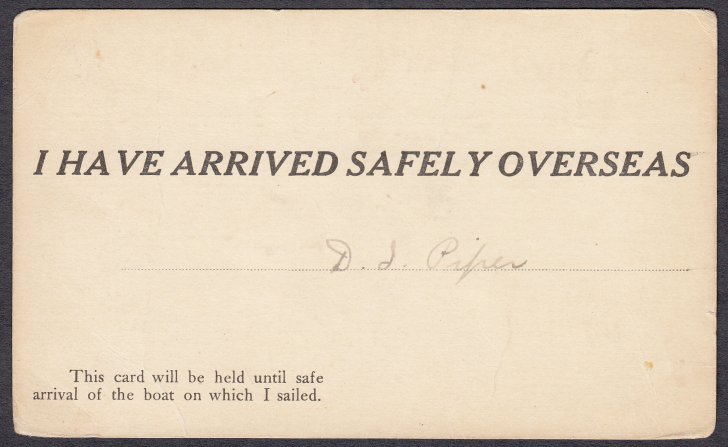 I HAVE ARRIVED SAFELY OVERSEAS
D. J. Piper
This card will be held until safe
arrival of the boat on which I sailed.